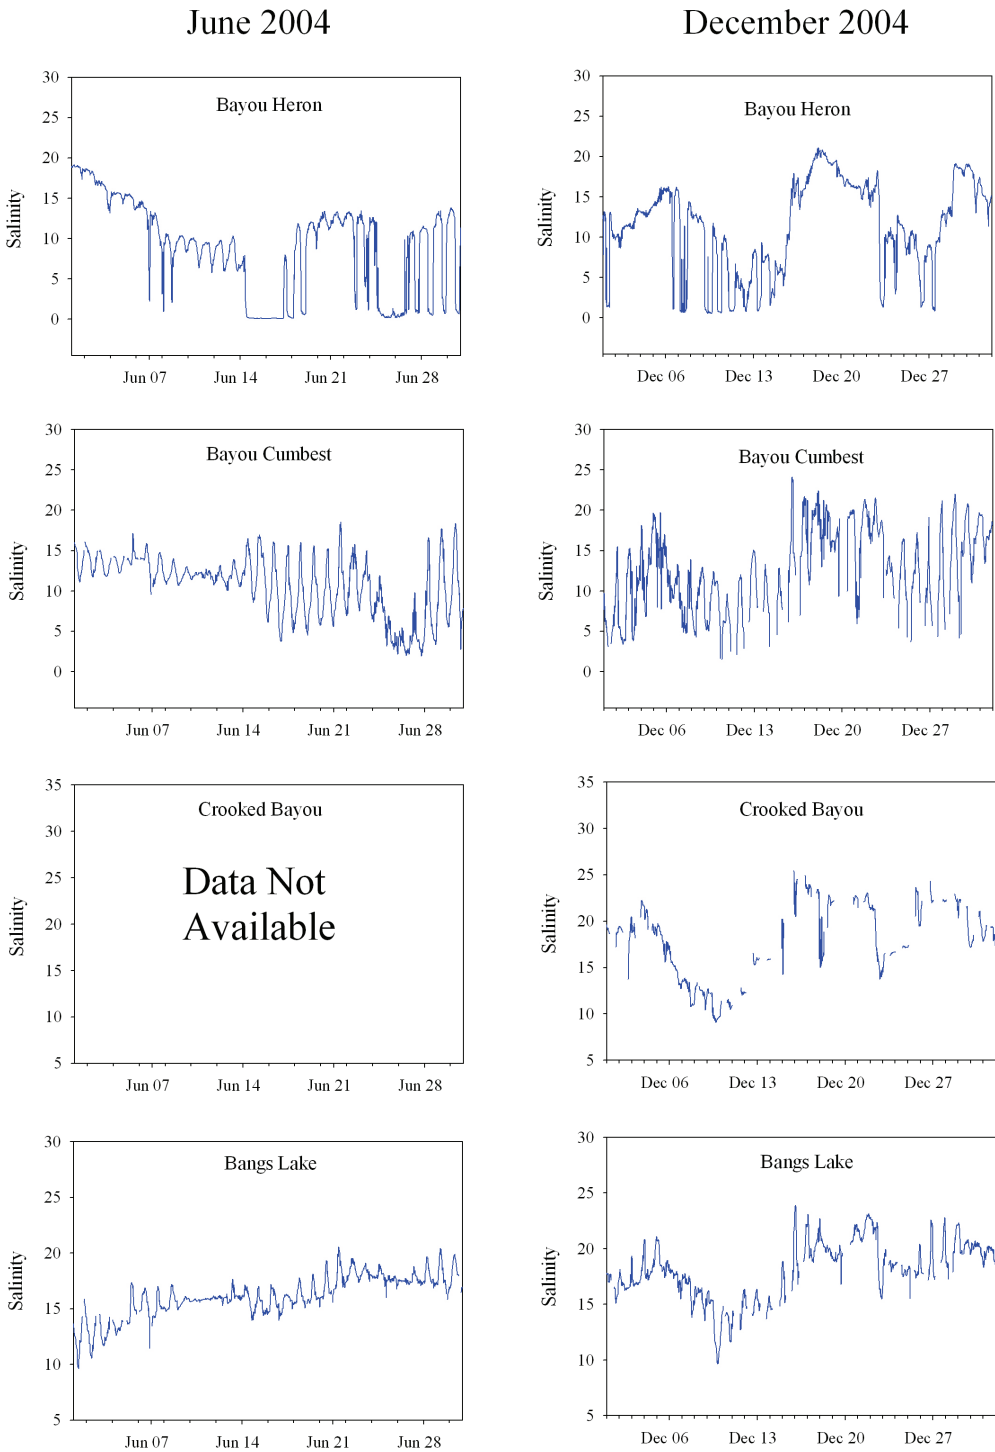 June 2004
December 2004
Bayou Heron
Salinity
30
25
20
15
10
5
0
Jun 07
Jun 14
Jun 21
Jun 28
Bayou Heron
Salinity
30
25
20
15
10
5
0
Dec 06
Dec 13
Dec 20
Dec 27
Bayou Cumbest
Salinity
30
25
20
15
10
5
0
Jun 07
Jun 14
Jun 21
Jun 28
Bayou Cumbest
Salinity
30
25
20
15
10
5
0
Dec 06
Dec 13
Dec 20
Dec 27
Crooked Bayou
Data Not
Available
Salinity
35
30
25
20
15
10
5
Jun 07
Jun 14
Jun 21
Jun 28
Crooked Bayou
Salinity
35
30
25
20
15
10
5
Dec 06
Dec 13
Dec 20
Dec 27
Bangs Lake
Salinity
30
25
20
15
10
5
Jun 07
Jun 14
Jun 21
Jun 28
Bangs Lake
Salinity
30
25
20
15
10
5
Dec 06
Dec 13
Dec 20
Dec 27